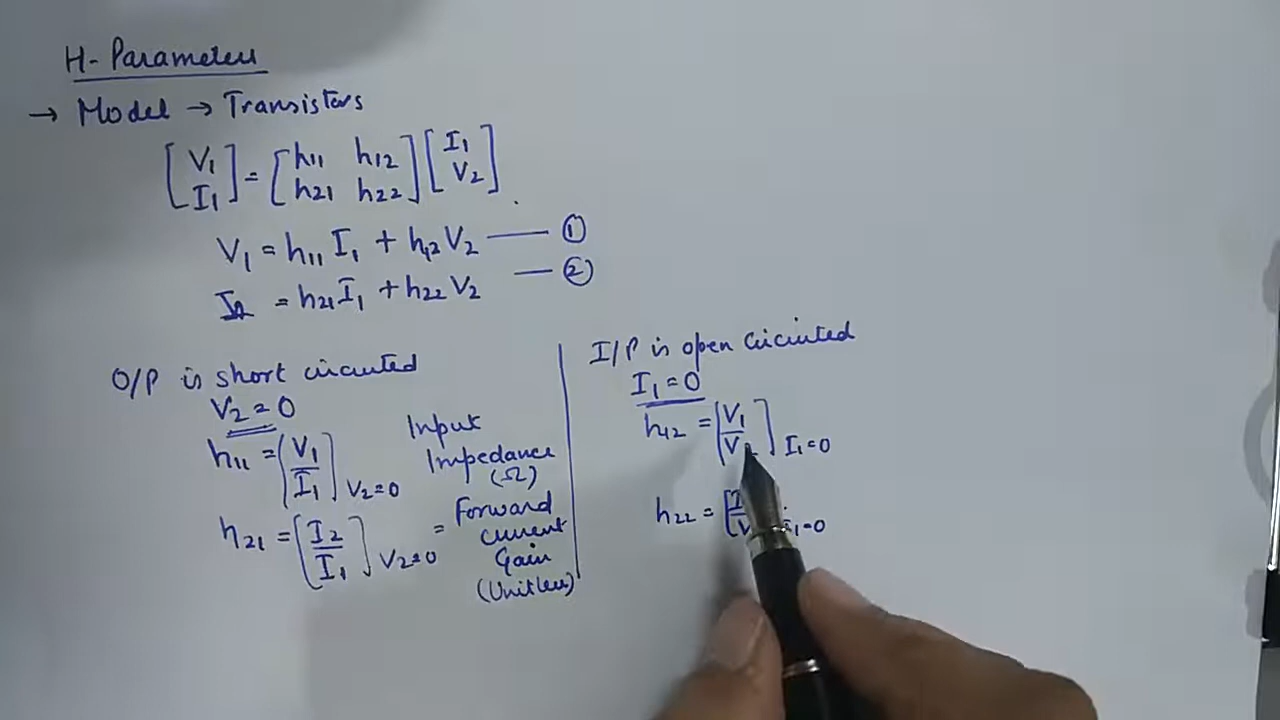 H-Parameters
→ Model → Transistors
[V1 I1] = [h11 h12 h21 h22] [I1 V2]
V1 = h11 I1 + h12 V2 —— ①
I2 = h21 I1 + h22 V2 — ②
O/P is short circuited
V2 = 0
h11 = [V1/I1] V2=0 Input Impedance (Ω)
h21 = [I2/I1] V2=0 = Forward current Gain (Unitless)
I/P is open circuited
I1 = 0
h12 = [V1/V2] I1=0
h22 = [I/V I1=0